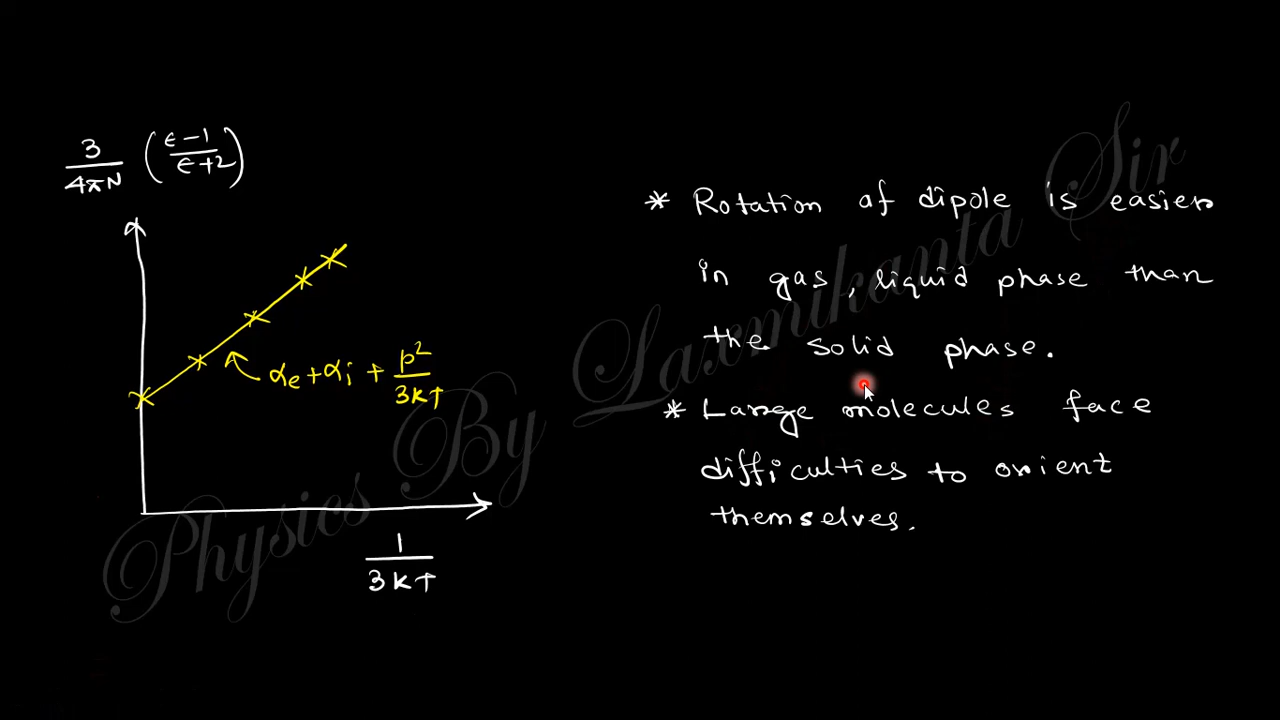 3/4πN (ϵ-1/ϵ+2)
αe+αi + p²/3kT
1/3kT
* Rotation of dipole is easier
in gas, liquid phase than
the solid phase.
* Large molecules face
difficulties to orient
themselves.
Physics By Laxmikanta Sir